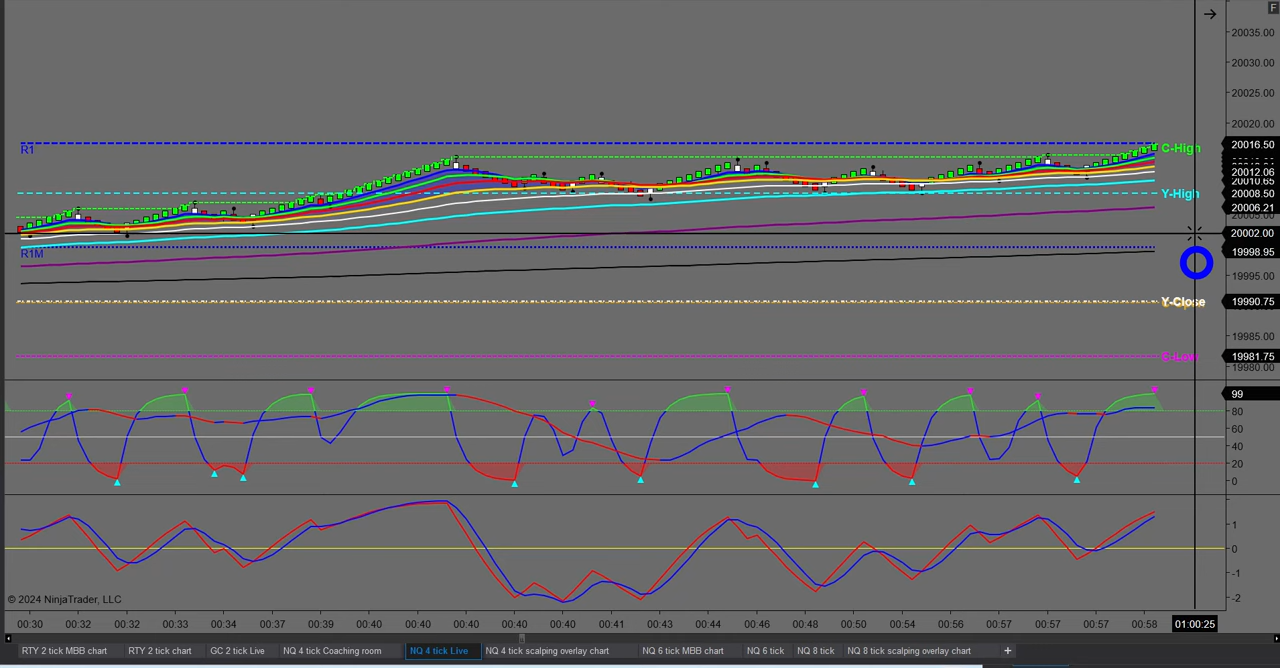 F
20035.00
20030.00
20025.00
20020.00
R1
C-High
20016.50
20012.06
20010.65
Y-High
20008.50
20006.21
20005.00
20002.00
R1M
19998.95
19995.00
Y-Close
19990.75
19985.00
C-Low
19981.75
19980.00
99
80
60
40
20
0
1
0
-1
-2
© 2024 NinjaTrader, LLC
00:30 00:32 00:32 00:33 00:34 00:37 00:39 00:40 00:40 00:40 00:40 00:40 00:41 00:43 00:44 00:46 00:48 00:50 00:54 00:56 00:57 00:57 00:57 00:58 01:00:25
RTY 2 tick MBB chart RTY 2 tick chart GC 2 tick Live NQ 4 tick Coaching room NQ 4 tick Live NQ 4 tick scalping overlay chart NQ 6 tick MBB chart NQ 6 tick NQ 8 tick NQ 8 tick scalping overlay chart +